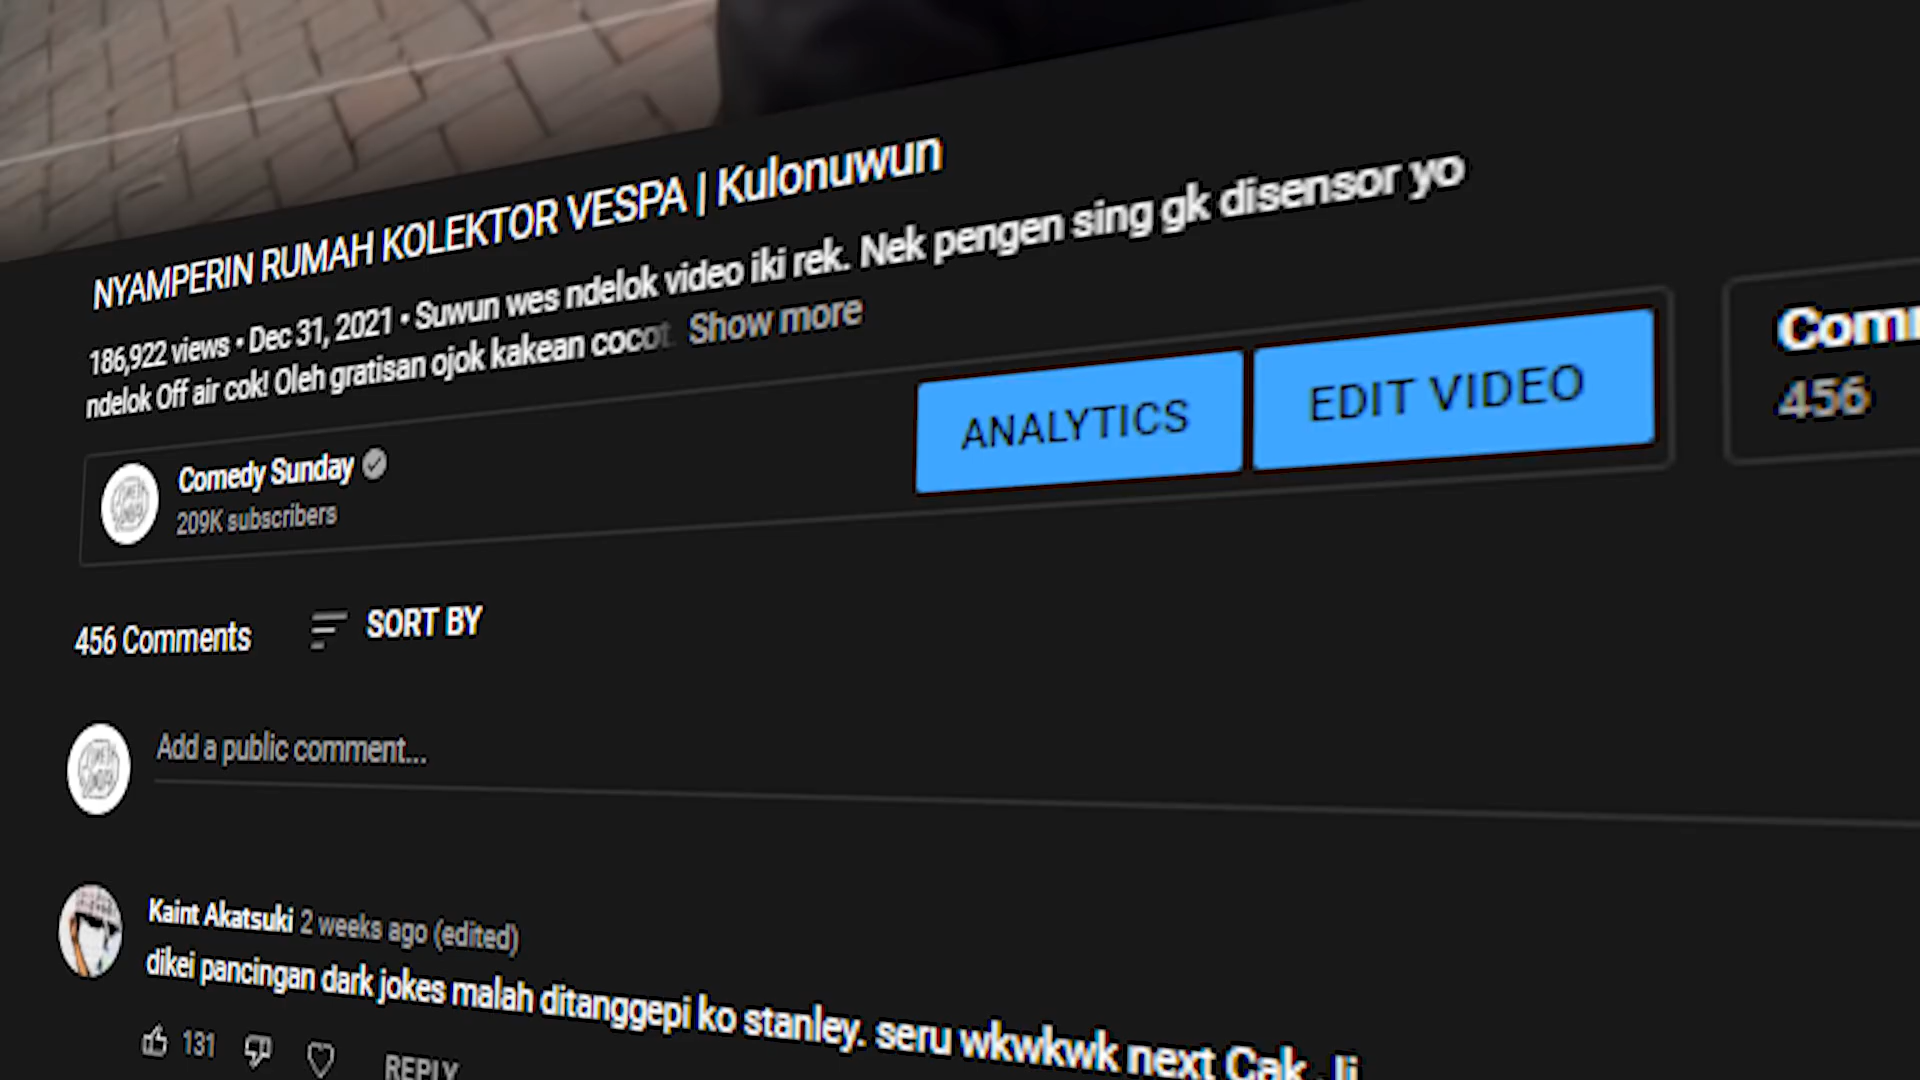 NYAMPERIN RUMAH KOLEKTOR VESPA | Kulonuwun
186,922 views • Dec 31, 2021 • Suwun wes ndelok video iki rek. Nek pengen sing gk disensor yo
ndelok Off air cok! Oleh gratisan ojok kakean cocot Show more
Comedy Sunday
209K subscribers
ANALYTICS
EDIT VIDEO
456
456 Comments
SORT BY
Add a public comment...
Kaint Akatsuki 2 weeks ago (edited)
dikei pancingan dark jokes malah ditanggepi ko stanley. seru wkwkwk next Cak
131
REPLY